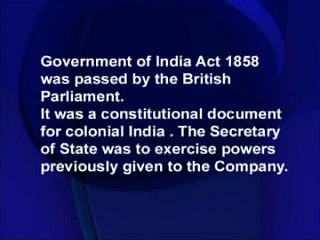 Government of India Act 1858
was passed by the British
Parliament.
It was a constitutional document
for colonial India . The Secretary
of State was to exercise powers
previously given to the Company.